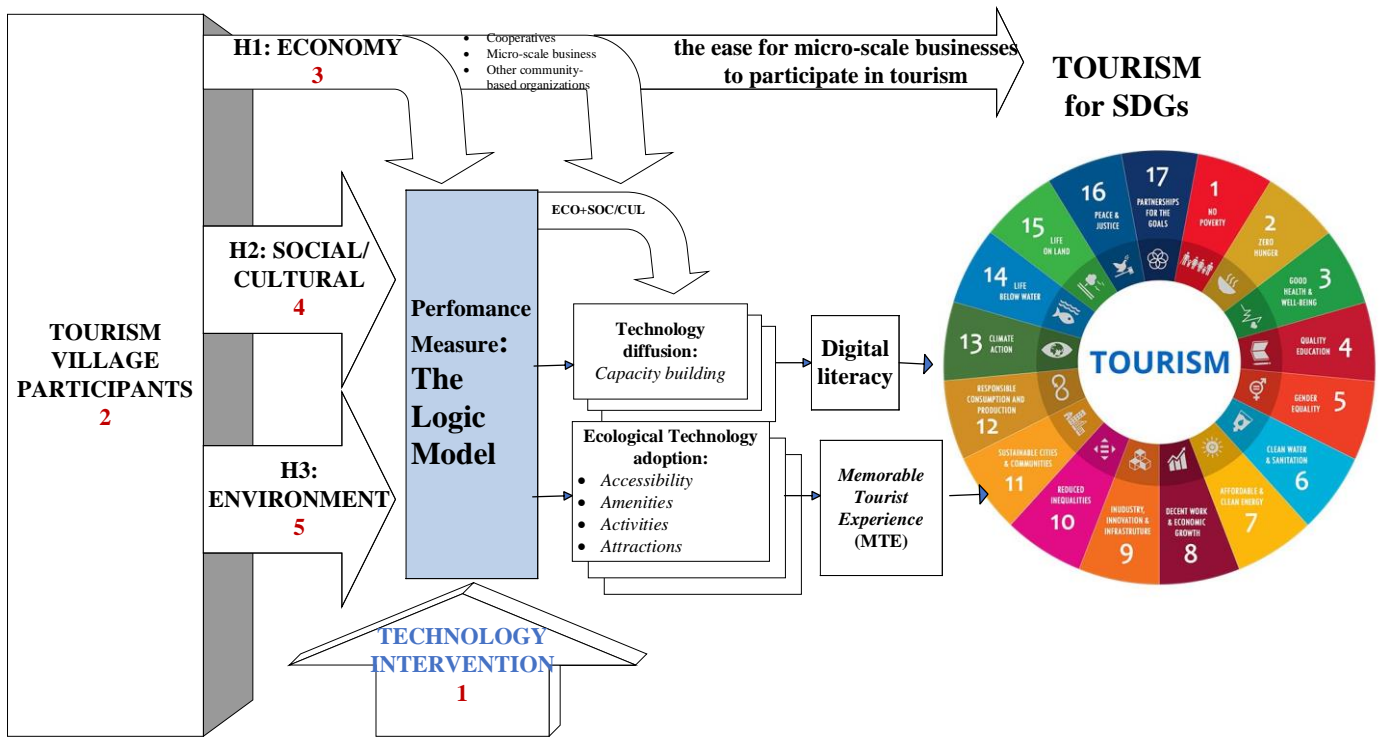 TOURISM
VILLAGE
PARTICIPANTS
2
H1: ECONOMY
3
• Cooperatives
• Micro-scale business
• Other community-
based organizations
the ease for micro-scale businesses
to participate in tourism
TOURISM
for SDGs
H2: SOCIAL/
CULTURAL
4
H3:
ENVIRONMENT
5
Perfomance
Measure:
The
Logic
Model
ECO+SOC/CUL
Technology
diffusion:
Capacity building
Digital
literacy
Ecological Technology
adoption:
• Accessibility
• Amenities
• Activities
• Attractions
Memorable
Tourist
Experience
(MTE)
TECHNOLOGY
INTERVENTION
1
TOURISM
1
NO
POVERTY
2
ZERO
HUNGER
3
GOOD
HEALTH &
WELL-BEING
4
QUALITY
EDUCATION
5
GENDER
EQUALITY
CLEAN WATER
& SANITATION
6
AFFORDABLE &
CLEAN ENERGY
7
DECENT WORK
& ECONOMIC
GROWTH
8
INDUSTRY,
INNOVATION &
INFRASTRUTURE
9
REDUCED
INEQUALITIES
10
SUSTAINABLE CITIES
& COMMUNITIES
11
RESPONSIBLE
CONSUMPTION AND
PRODUCTION
12
13 CLIMATE
ACTION
14 LIFE
BELOW WATER
15 LIFE
ON LAND
16
PEACE &
JUSTICE
17
PARTNERSHIPS
FOR THE
GOALS